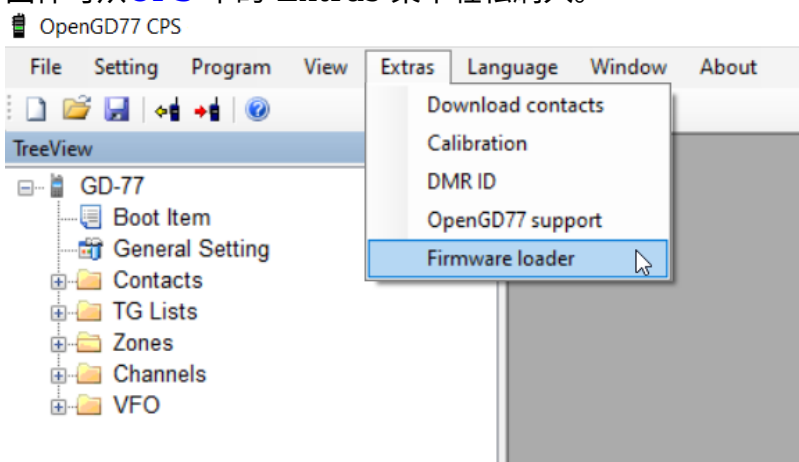 OpenGD77 CPS
File Setting Program View Extras Language Window About
Download contacts
Calibration
DMR ID
OpenGD77 support
Firmware loader
TreeView
GD-77
Boot Item
General Setting
Contacts
TG Lists
Zones
Channels
VFO